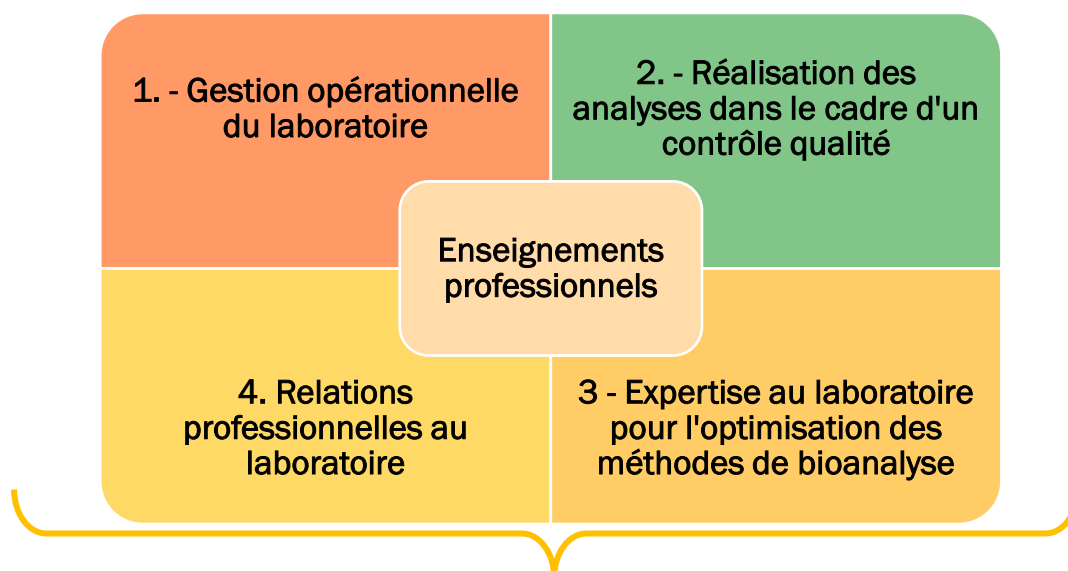 1. - Gestion opérationnelle
du laboratoire
2. - Réalisation des
analyses dans le cadre d'un
contrôle qualité
Enseignements
professionnels
4. Relations
professionnelles au
laboratoire
3 - Expertise au laboratoire
pour l'optimisation des
méthodes de bioanalyse